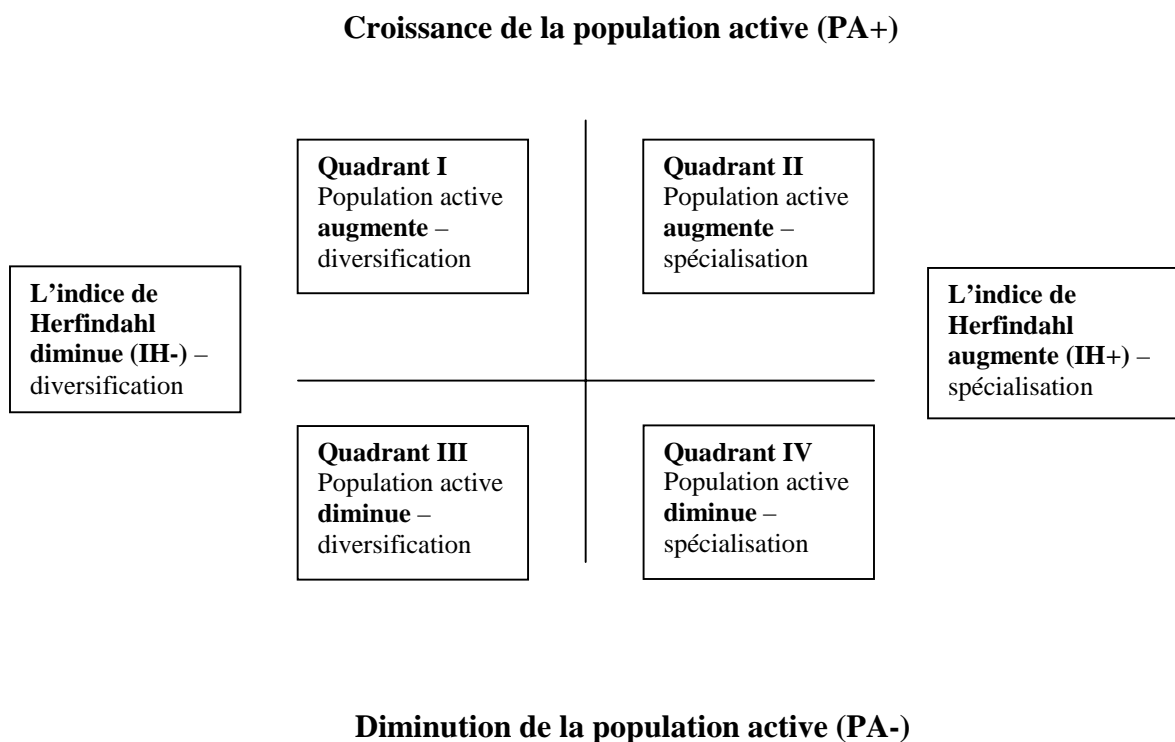 Croissance de la population active (PA+)
Quadrant I
Population active
augmente –
diversification
Quadrant II
Population active
augmente –
spécialisation
L'indice de
Herfindahl
diminue (IH-) –
diversification
L'indice de
Herfindahl
augmente (IH+) –
spécialisation
Quadrant III
Population active
diminue –
diversification
Quadrant IV
Population active
diminue –
spécialisation
Diminution de la population active (PA-)